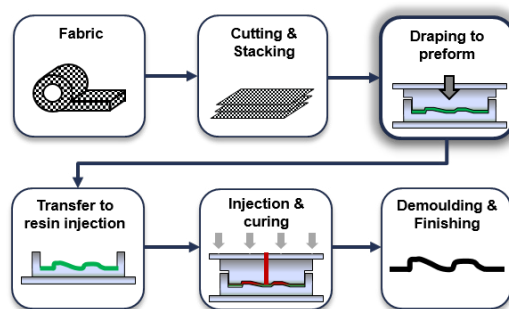 Fabric
Cutting &
Stacking
Draping to
preform
Transfer to
resin injection
Injection &
curing
Demoulding &
Finishing